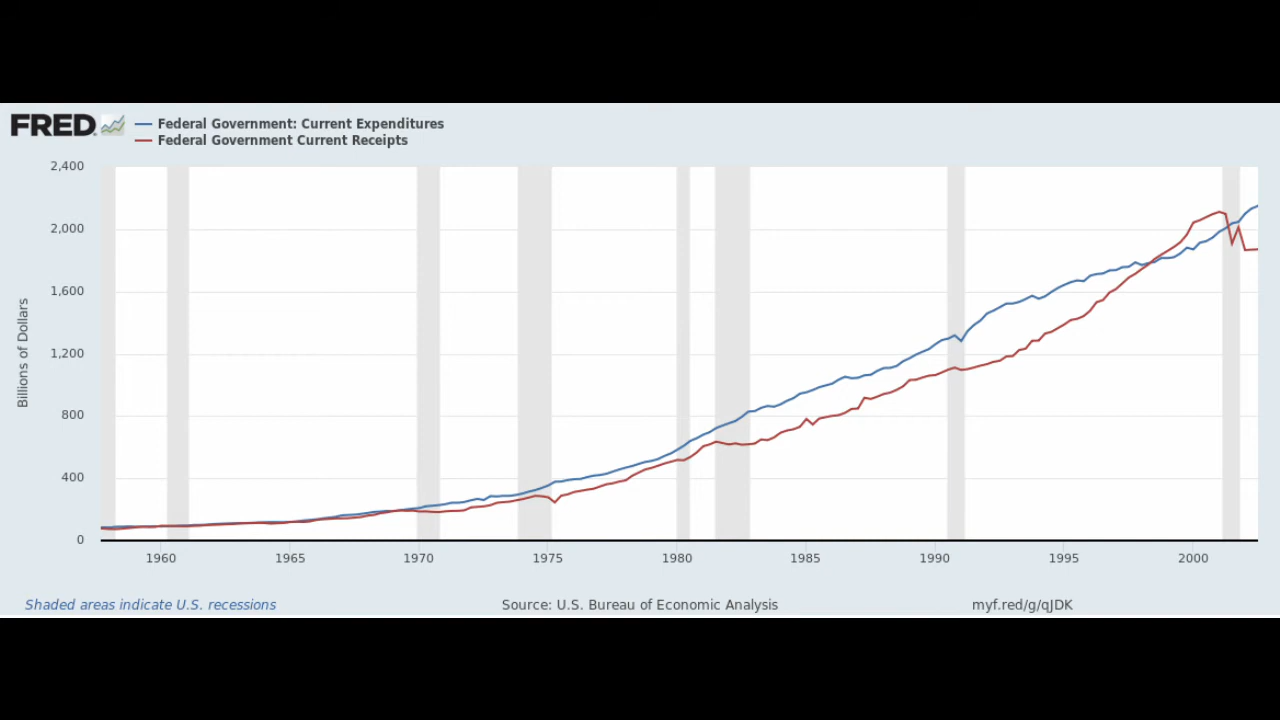 FRED
Federal Government: Current Expenditures
Federal Government Current Receipts
2,400
2,000
1,600
1,200
800
400
0
Billions of Dollars
1960 1965 1970 1975 1980 1985 1990 1995 2000
Shaded areas indicate U.S. recessions Source: U.S. Bureau of Economic Analysis myf.red/g/qJDK